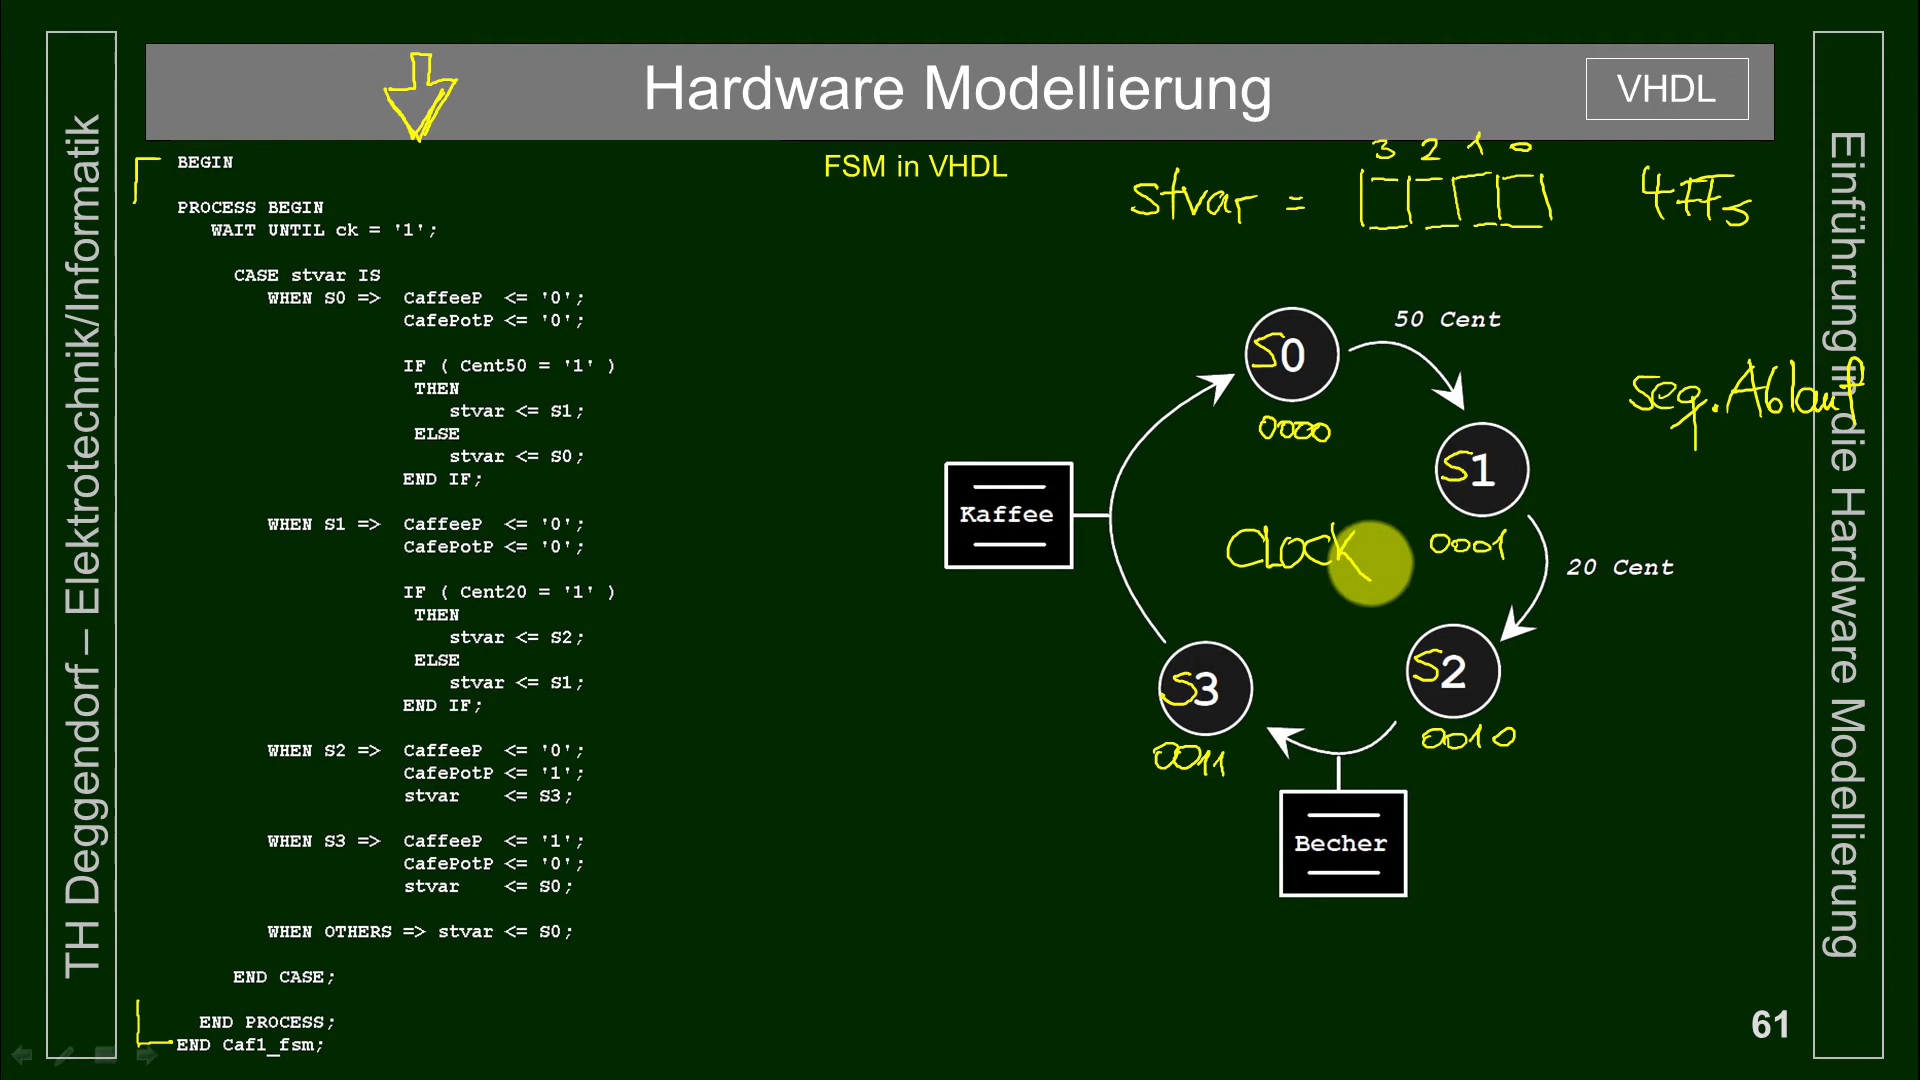 Hardware Modellierung
VHDL
TH Deggendorf – Elektrotechnik/Informatik
BEGIN
PROCESS BEGIN
WAIT UNTIL ck = '1';
CASE stvar IS
WHEN S0 => CaffeeP <= '0';
CafePotP <= '0';
IF ( Cent50 = '1' )
THEN
stvar <= S1;
ELSE
stvar <= S0;
END IF;
WHEN S1 => CaffeeP <= '0';
CafePotP <= '0';
IF ( Cent20 = '1' )
THEN
stvar <= S2;
ELSE
stvar <= S1;
END IF;
WHEN S2 => CaffeeP <= '0';
CafePotP <= '1';
stvar <= S3;
WHEN S3 => CaffeeP <= '1';
CafePotP <= '0';
stvar <= S0;
WHEN OTHERS => stvar <= S0;
END CASE;
END PROCESS;
END Caf1_fsm;
FSM in VHDL
3 2 1 0
stvar = 4 FFs
S0
0000
50 Cent
seq. Ablauf
S1
0001
20 Cent
Kaffee
CLOCK
S2
0010
S3
0011
Becher
61
Einführung in die Hardware Modellierung